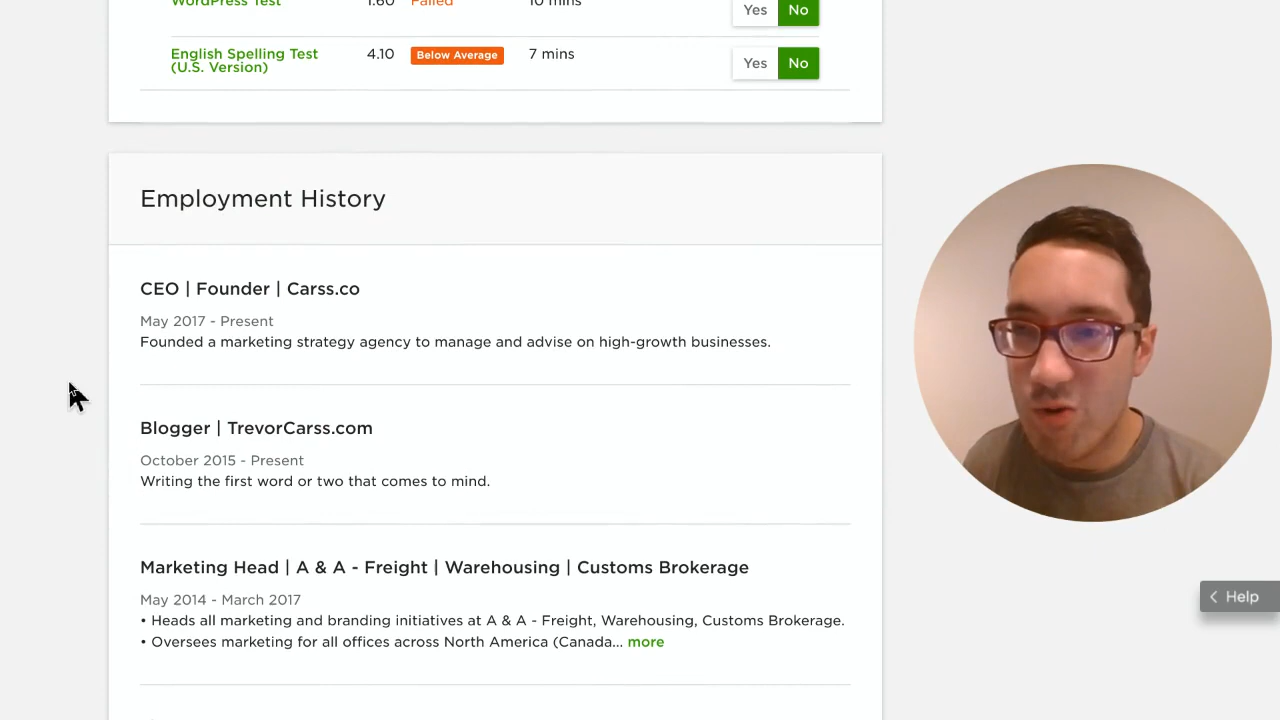 WordPress Test 1.60 Failed 10 mins Yes No
English Spelling Test 4.10 Below Average 7 mins Yes No
(U.S. Version)
Employment History
CEO | Founder | Carss.co
May 2017 - Present
Founded a marketing strategy agency to manage and advise on high-growth businesses.
Blogger | TrevorCarss.com
October 2015 - Present
Writing the first word or two that comes to mind.
Marketing Head | A & A - Freight | Warehousing | Customs Brokerage
May 2014 - March 2017
• Heads all marketing and branding initiatives at A & A - Freight, Warehousing, Customs Brokerage.
• Oversees marketing for all offices across North America (Canada... more
Help